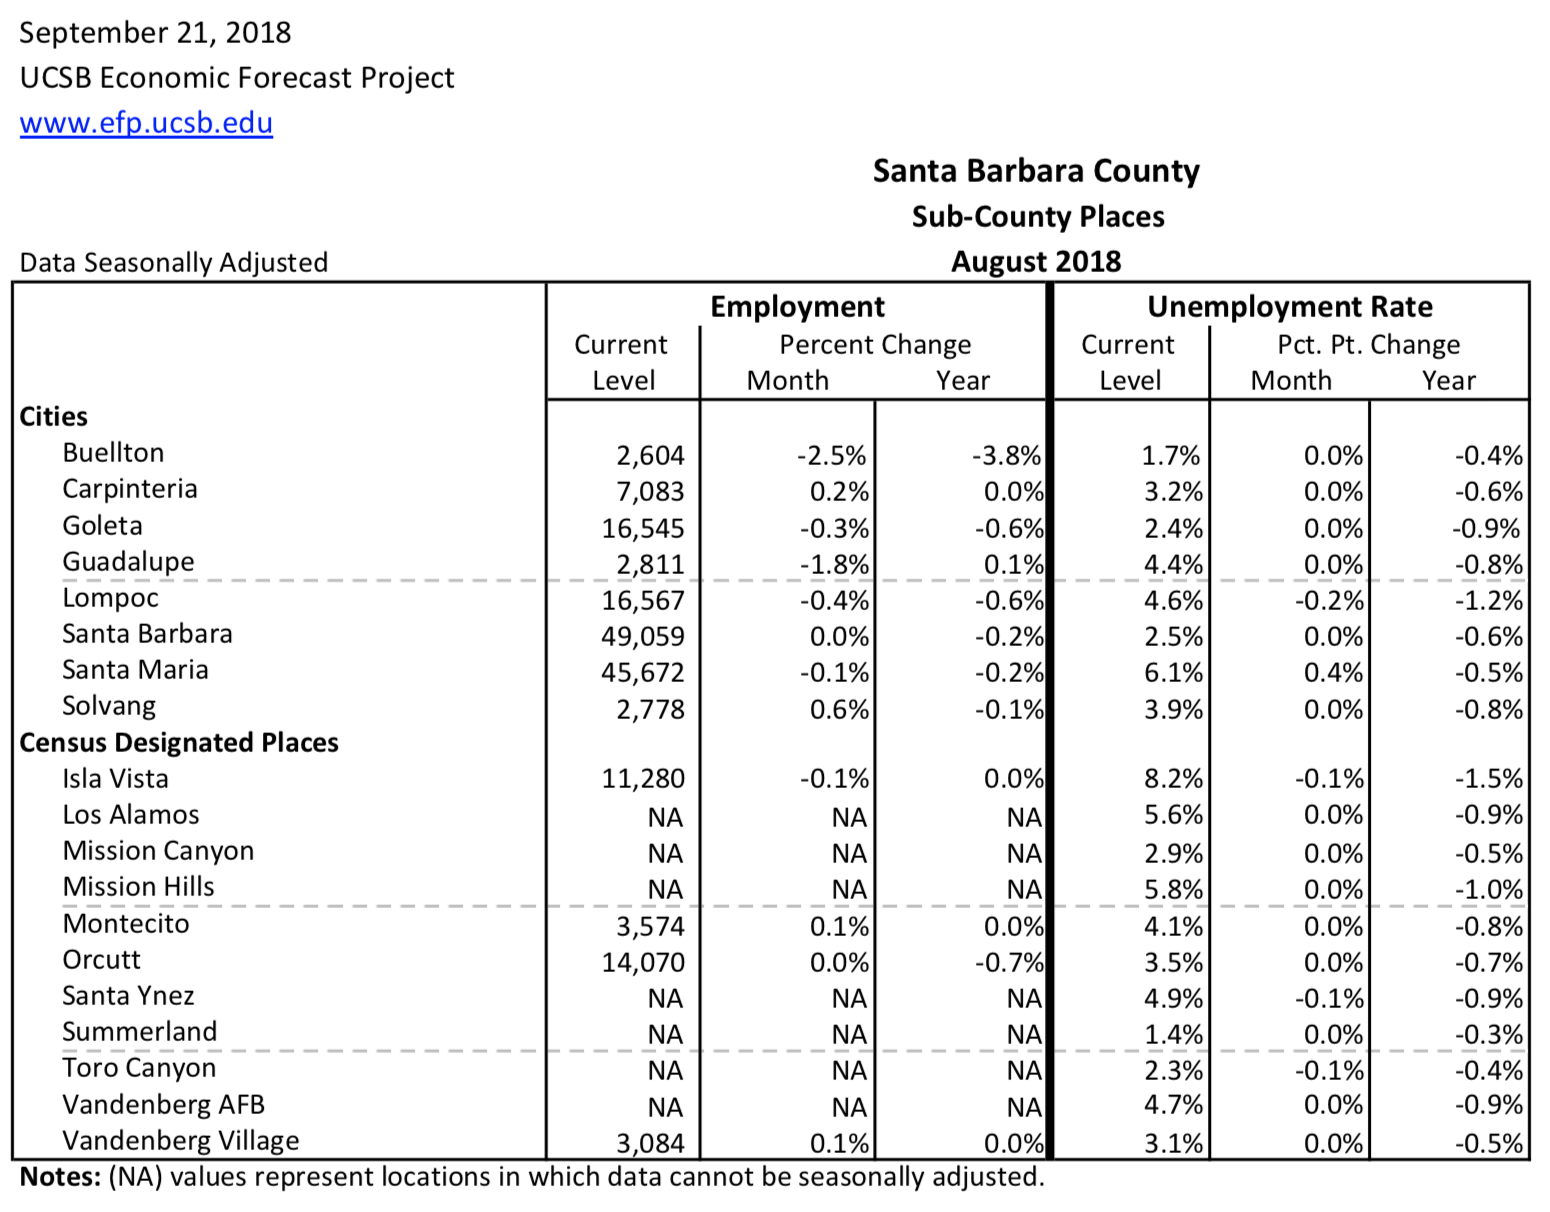 September 21, 2018
UCSB Economic Forecast Project
www.efp.ucsb.edu
Santa Barbara County
Sub-County Places
Data Seasonally Adjusted August 2018
Employment Unemployment Rate
Current Percent Change Current Pct. Pt. Change
Level Month Year Level Month Year
Cities
Buellton 2,604 -2.5% -3.8% 1.7% 0.0% -0.4%
Carpinteria 7,083 0.2% 0.0% 3.2% 0.0% -0.6%
Goleta 16,545 -0.3% -0.6% 2.4% 0.0% -0.9%
Guadalupe 2,811 -1.8% 0.1% 4.4% 0.0% -0.8%
Lompoc 16,567 -0.4% -0.6% 4.6% -0.2% -1.2%
Santa Barbara 49,059 0.0% -0.2% 2.5% 0.0% -0.6%
Santa Maria 45,672 -0.1% -0.2% 6.1% 0.4% -0.5%
Solvang 2,778 0.6% -0.1% 3.9% 0.0% -0.8%
Census Designated Places
Isla Vista 11,280 -0.1% 0.0% 8.2% -0.1% -1.5%
Los Alamos NA NA NA 5.6% 0.0% -0.9%
Mission Canyon NA NA NA 2.9% 0.0% -0.5%
Mission Hills NA NA NA 5.8% 0.0% -1.0%
Montecito 3,574 0.1% 0.0% 4.1% 0.0% -0.8%
Orcutt 14,070 0.0% -0.7% 3.5% 0.0% -0.7%
Santa Ynez NA NA NA 4.9% -0.1% -0.9%
Summerland NA NA NA 1.4% 0.0% -0.3%
Toro Canyon NA NA NA 2.3% -0.1% -0.4%
Vandenberg AFB NA NA NA 4.7% 0.0% -0.9%
Vandenberg Village 3,084 0.1% 0.0% 3.1% 0.0% -0.5%
Notes: (NA) values represent locations in which data cannot be seasonally adjusted.